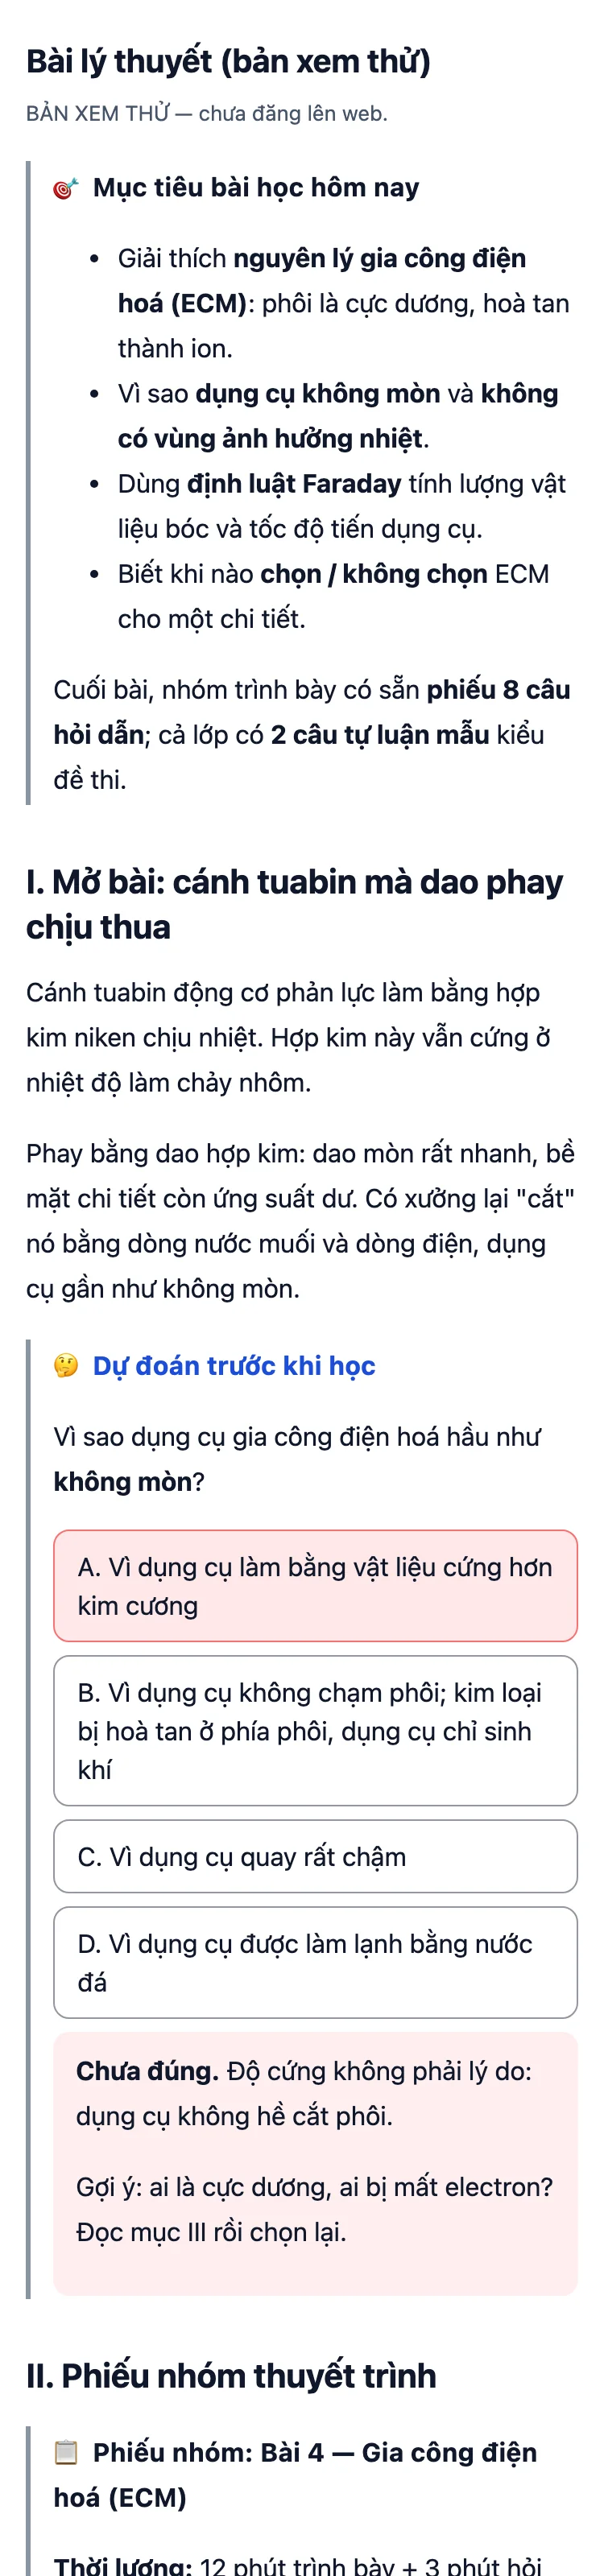 Bài lý thuyết (bản xem thử)
BẢN XEM THỬ — chưa đăng lên web.
🎯 Mục tiêu bài học hôm nay
• Giải thích nguyên lý gia công điện
hoá (ECM): phôi là cực dương, hoà tan
thành ion.
• Vì sao dụng cụ không mòn và không
có vùng ảnh hưởng nhiệt.
• Dùng định luật Faraday tính lượng vật
liệu bóc và tốc độ tiến dụng cụ.
• Biết khi nào chọn / không chọn ECM
cho một chi tiết.
Cuối bài, nhóm trình bày có sẵn phiếu 8 câu
hỏi dẫn; cả lớp có 2 câu tự luận mẫu kiểu
đề thi.
I. Mở bài: cánh tuabin mà dao phay
chịu thua
Cánh tuabin động cơ phản lực làm bằng hợp
kim niken chịu nhiệt. Hợp kim này vẫn cứng ở
nhiệt độ làm chảy nhôm.
Phay bằng dao hợp kim: dao mòn rất nhanh, bề
mặt chi tiết còn ứng suất dư. Có xưởng lại "cắt"
nó bằng dòng nước muối và dòng điện, dụng
cụ gần như không mòn.
🤔 Dự đoán trước khi học
Vì sao dụng cụ gia công điện hoá hầu như
không mòn?
A. Vì dụng cụ làm bằng vật liệu cứng hơn
kim cương
B. Vì dụng cụ không chạm phôi; kim loại
bị hoà tan ở phía phôi, dụng cụ chỉ sinh
khí
C. Vì dụng cụ quay rất chậm
D. Vì dụng cụ được làm lạnh bằng nước
đá
Chưa đúng. Độ cứng không phải lý do:
dụng cụ không hề cắt phôi.
Gợi ý: ai là cực dương, ai bị mất electron?
Đọc mục III rồi chọn lại.
II. Phiếu nhóm thuyết trình
📋 Phiếu nhóm: Bài 4 — Gia công điện
hoá (ECM)
Thời lượng: 12 phút trình bày + 3 phút hỏi